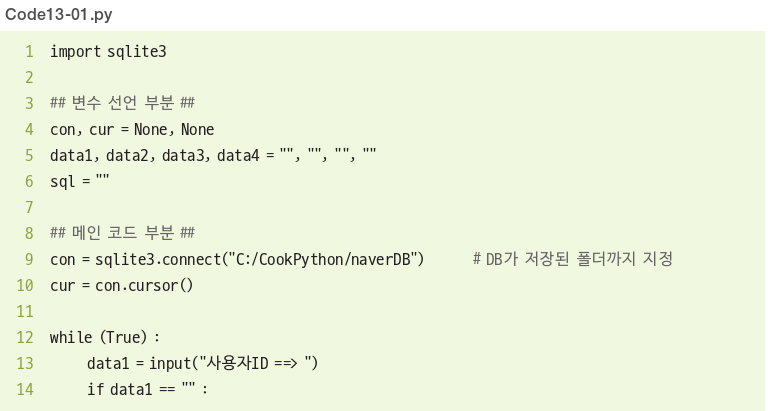 Code13-01.py
1 import sqlite3
2
3 ## 변수 선언 부분 ##
4 con, cur = None, None
5 data1, data2, data3, data4 = "", "", "", ""
6 sql = ""
7
8 ## 메인 코드 부분 ##
9 con = sqlite3.connect("C:/CookPython/naverDB") # DB가 저장된 폴더까지 지정
10 cur = con.cursor()
11
12 while (True) :
13 data1 = input("사용자ID ==> ")
14 if data1 == "" :